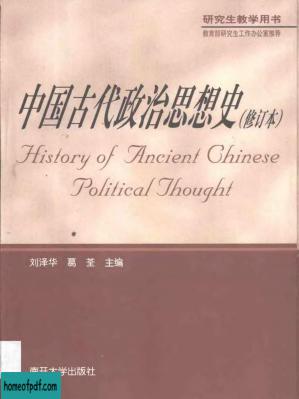 研究生教学用书
教育部研究生工作办公室推荐
中国古代政治思想史(修订本)
History of Ancient Chinese
Political Thought
刘泽华 葛荃 主编
南开大学出版社
homeofpdf.com